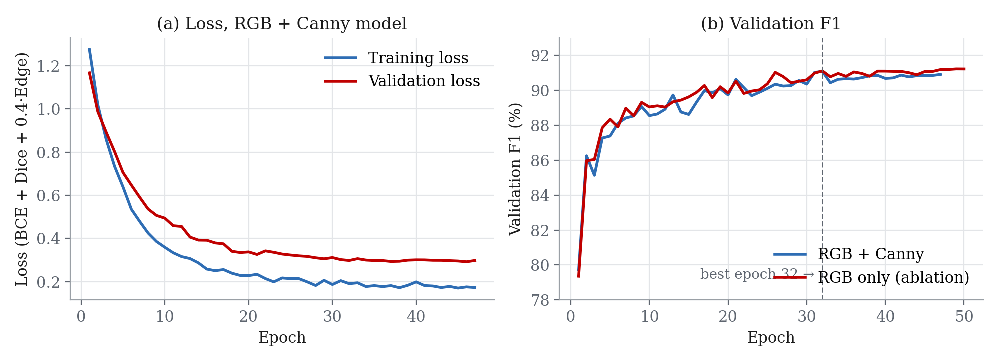 (a) Loss, RGB + Canny model
Loss (BCE + Dice + 0.4·Edge)
1.2
1.0
0.8
0.6
0.4
0.2
Training loss
Validation loss
0 10 20 30 40
Epoch
(b) Validation F1
Validation F1 (%)
92
90
88
86
84
82
80
78
RGB + Canny
best epoch 32 →
RGB only (ablation)
0 10 20 30 40 50
Epoch